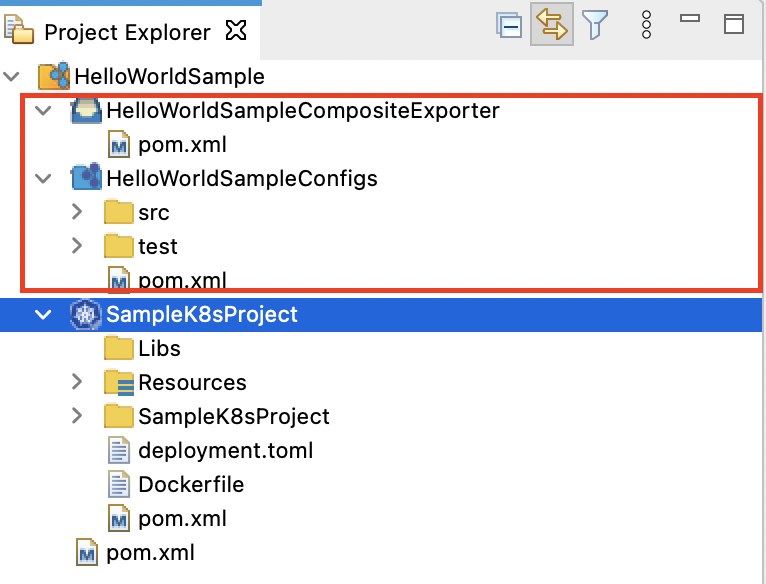 Project Explorer
HelloWorldSample
HelloWorldSampleCompositeExporter
pom.xml
HelloWorldSampleConfigs
src
test
pom.xml
SampleK8sProject
Libs
Resources
SampleK8sProject
deployment.toml
Dockerfile
pom.xml
pom.xml